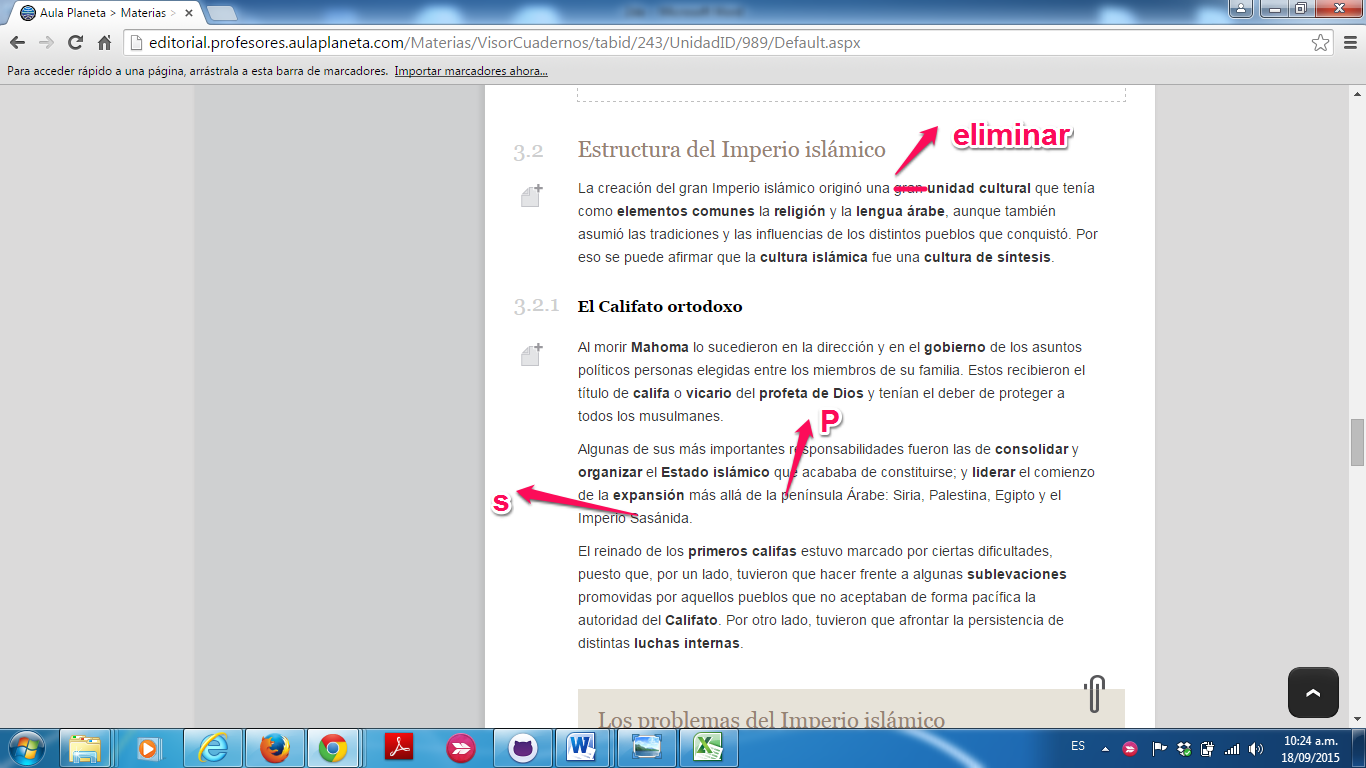 Aula Planeta > Materias >
Lite - Microsoft Word
editorial.profesores.aulaplaneta.com/Materias/VisorCuadernos/tabid/243/UnidadID/989/Default.aspx
Para acceder rápido a una página, arrástrala a esta barra de marcadores. Importar marcadores ahora...
eliminar
3.2 Estructura del Imperio islámico
La creación del gran Imperio islámico originó una gran unidad cultural que tenía
como elementos comunes la religión y la lengua árabe, aunque también
asumió las tradiciones y las influencias de los distintos pueblos que conquistó. Por
eso se puede afirmar que la cultura islámica fue una cultura de síntesis.
3.2.1 El Califato ortodoxo
Al morir Mahoma lo sucedieron en la dirección y en el gobierno de los asuntos
políticos personas elegidas entre los miembros de su familia. Estos recibieron el
título de califa o vicario del profeta de Dios y tenían el deber de proteger a
todos los musulmanes.
P
Algunas de sus más importantes responsabilidades fueron las de consolidar y
organizar el Estado islámico que acababa de constituirse; y liderar el comienzo
de la expansión más allá de la península Árabe: Siria, Palestina, Egipto y el
s
Imperio Sasánida.
El reinado de los primeros califas estuvo marcado por ciertas dificultades,
puesto que, por un lado, tuvieron que hacer frente a algunas sublevaciones
promovidas por aquellos pueblos que no aceptaban de forma pacífica la
autoridad del Califato. Por otro lado, tuvieron que afrontar la persistencia de
distintas luchas internas.
Los problemas del Imperio islámico
ES
10:24 a.m.
18/09/2015